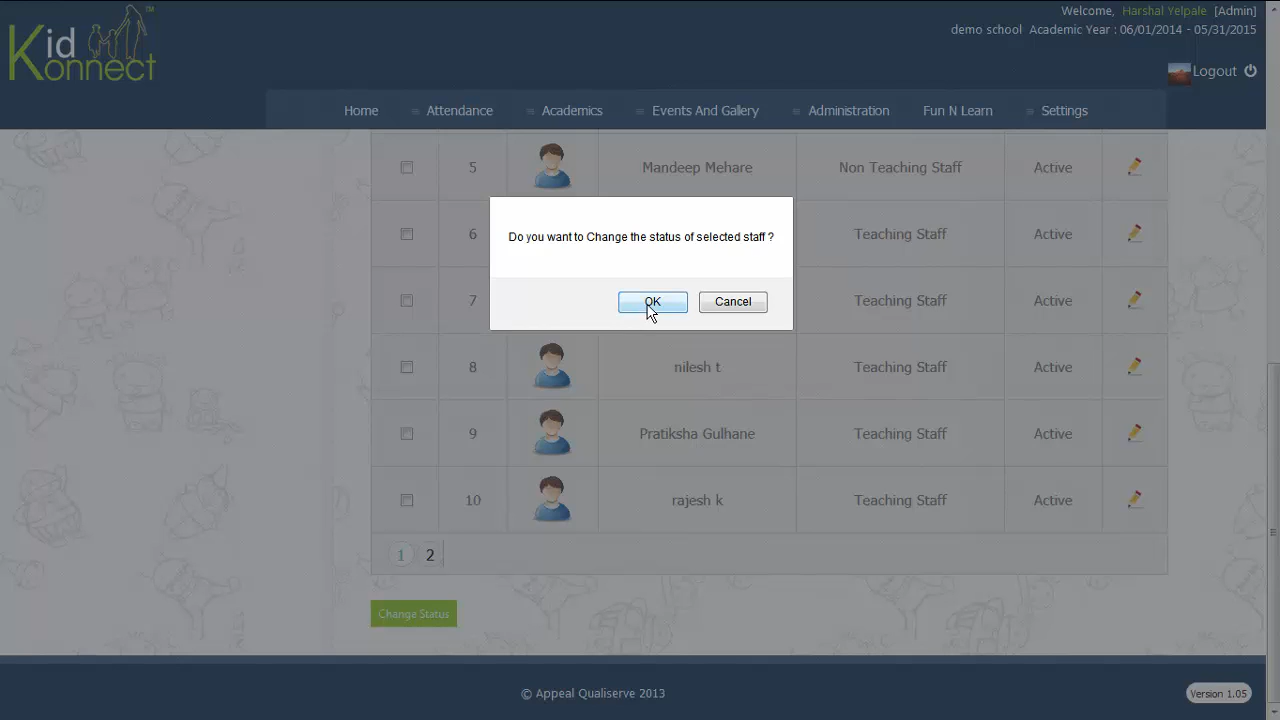 Kid Konnect™
Welcome, Harshal Yelpale [Admin]
demo school Academic Year : 06/01/2014 - 05/31/2015
Logout
Home Attendance Academics Events And Gallery Administration Fun N Learn Settings
5 Mandeep Mehare Non Teaching Staff Active
Do you want to Change the status of selected staff ?
OK Cancel
6 Teaching Staff Active
7 Teaching Staff Active
8 nilesh t Teaching Staff Active
9 Pratiksha Gulhane Teaching Staff Active
10 rajesh k Teaching Staff Active
1 2
Change Status
© Appeal Qualiserve 2013
Version 1.05